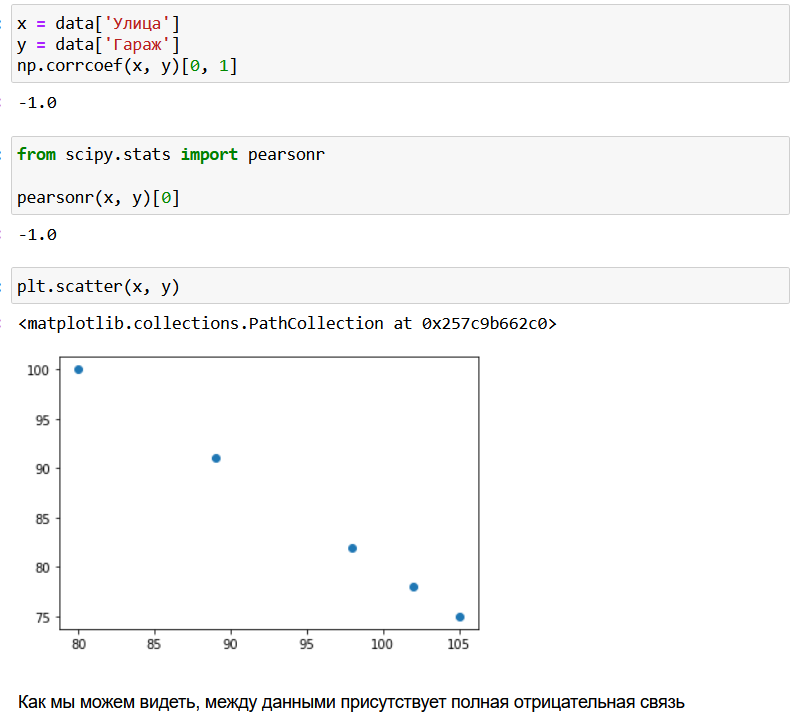 x = data['Улица']
y = data['Гараж']
np.corrcoef(x, y)[0, 1]
-1.0
from scipy.stats import pearsonr
pearsonr(x, y)[0]
-1.0
plt.scatter(x, y)
<matplotlib.collections.PathCollection at 0x257c9b662c0>
100
95
90
85
80
75
80 85 90 95 100 105
Как мы можем видеть, между данными присутствует полная отрицательная связь